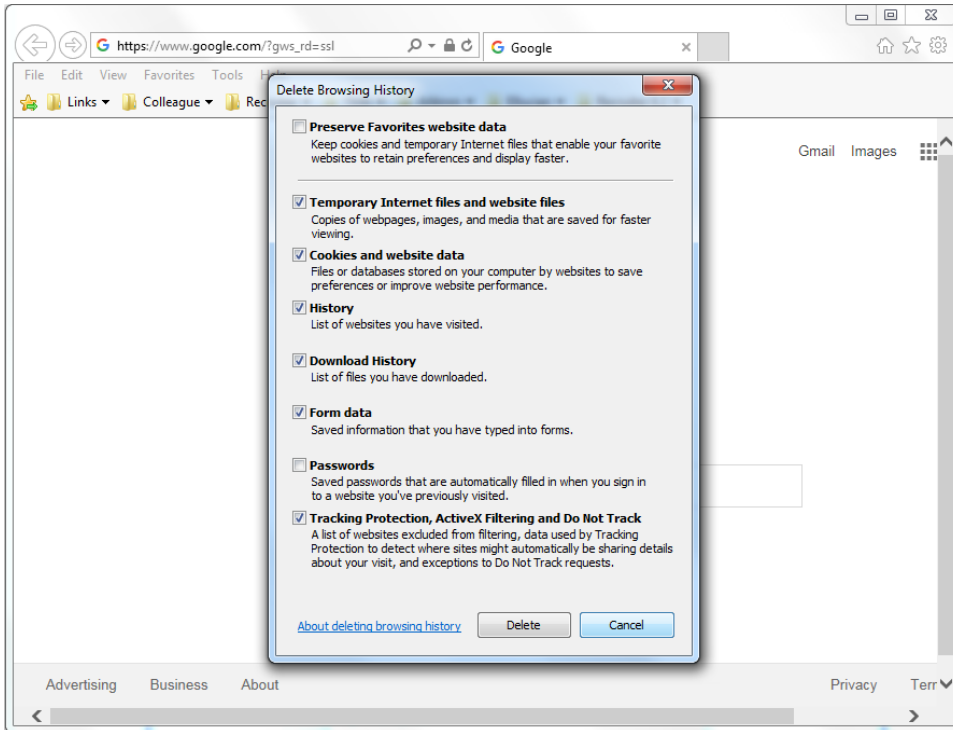 https://www.google.com/?gws_rd=ssl
Google
File Edit View Favorites Tools
Links Colleague
Delete Browsing History
Preserve Favorites website data
Keep cookies and temporary Internet files that enable your favorite
websites to retain preferences and display faster.
Gmail Images
Temporary Internet files and website files
Copies of webpages, images, and media that are saved for faster
viewing.
Cookies and website data
Files or databases stored on your computer by websites to save
preferences or improve website performance.
History
List of websites you have visited.
Download History
List of files you have downloaded.
Form data
Saved information that you have typed into forms.
Passwords
Saved passwords that are automatically filled in when you sign in
to a website you've previously visited.
Tracking Protection, ActiveX Filtering and Do Not Track
A list of websites excluded from filtering, data used by Tracking
Protection to detect where sites might automatically be sharing details
about your visit, and exceptions to Do Not Track requests.
About deleting browsing history Delete Cancel
Advertising Business About Privacy Terr